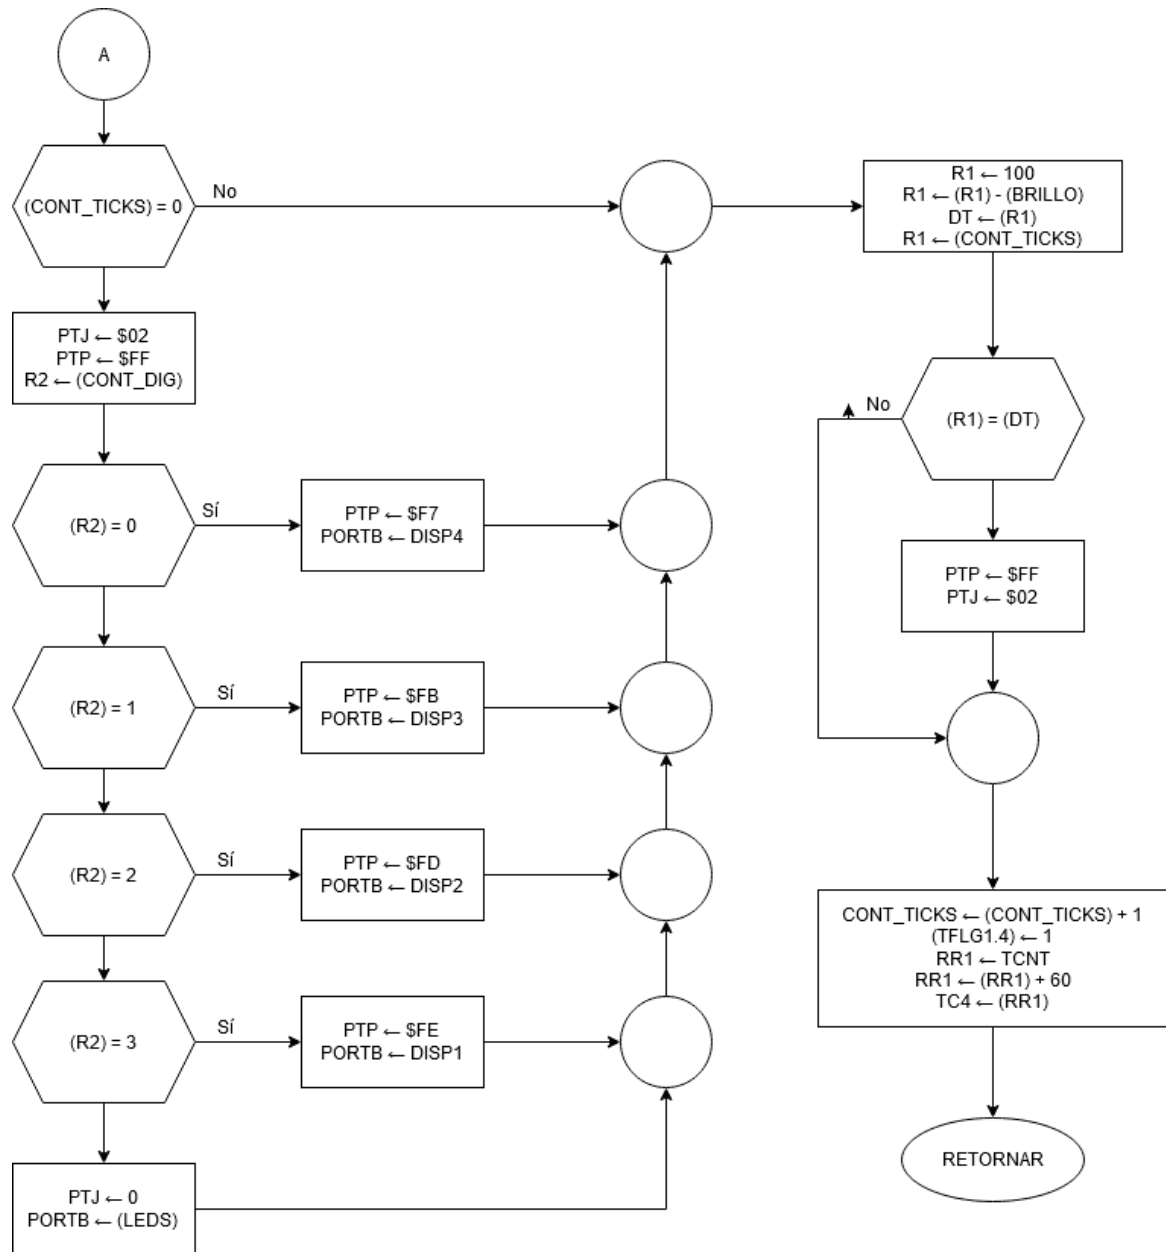 A
(CONT_TICKS) = 0
No
PTJ ← $02
PTP ← $FF
R2 ← (CONT_DIG)
(R2) = 0
Sí
PTP ← $F7
PORTB ← DISP4
(R2) = 1
Sí
PTP ← $FB
PORTB ← DISP3
(R2) = 2
Sí
PTP ← $FD
PORTB ← DISP2
(R2) = 3
Sí
PTP ← $FE
PORTB ← DISP1
PTJ ← 0
PORTB ← (LEDS)
R1 ← 100
R1 ← (R1) - (BRILLO)
DT ← (R1)
R1 ← (CONT_TICKS)
(R1) = (DT)
No
PTP ← $FF
PTJ ← $02
CONT_TICKS ← (CONT_TICKS) + 1
(TFLG1.4) ← 1
RR1 ← TCNT
RR1 ← (RR1) + 60
TC4 ← (RR1)
RETORNAR